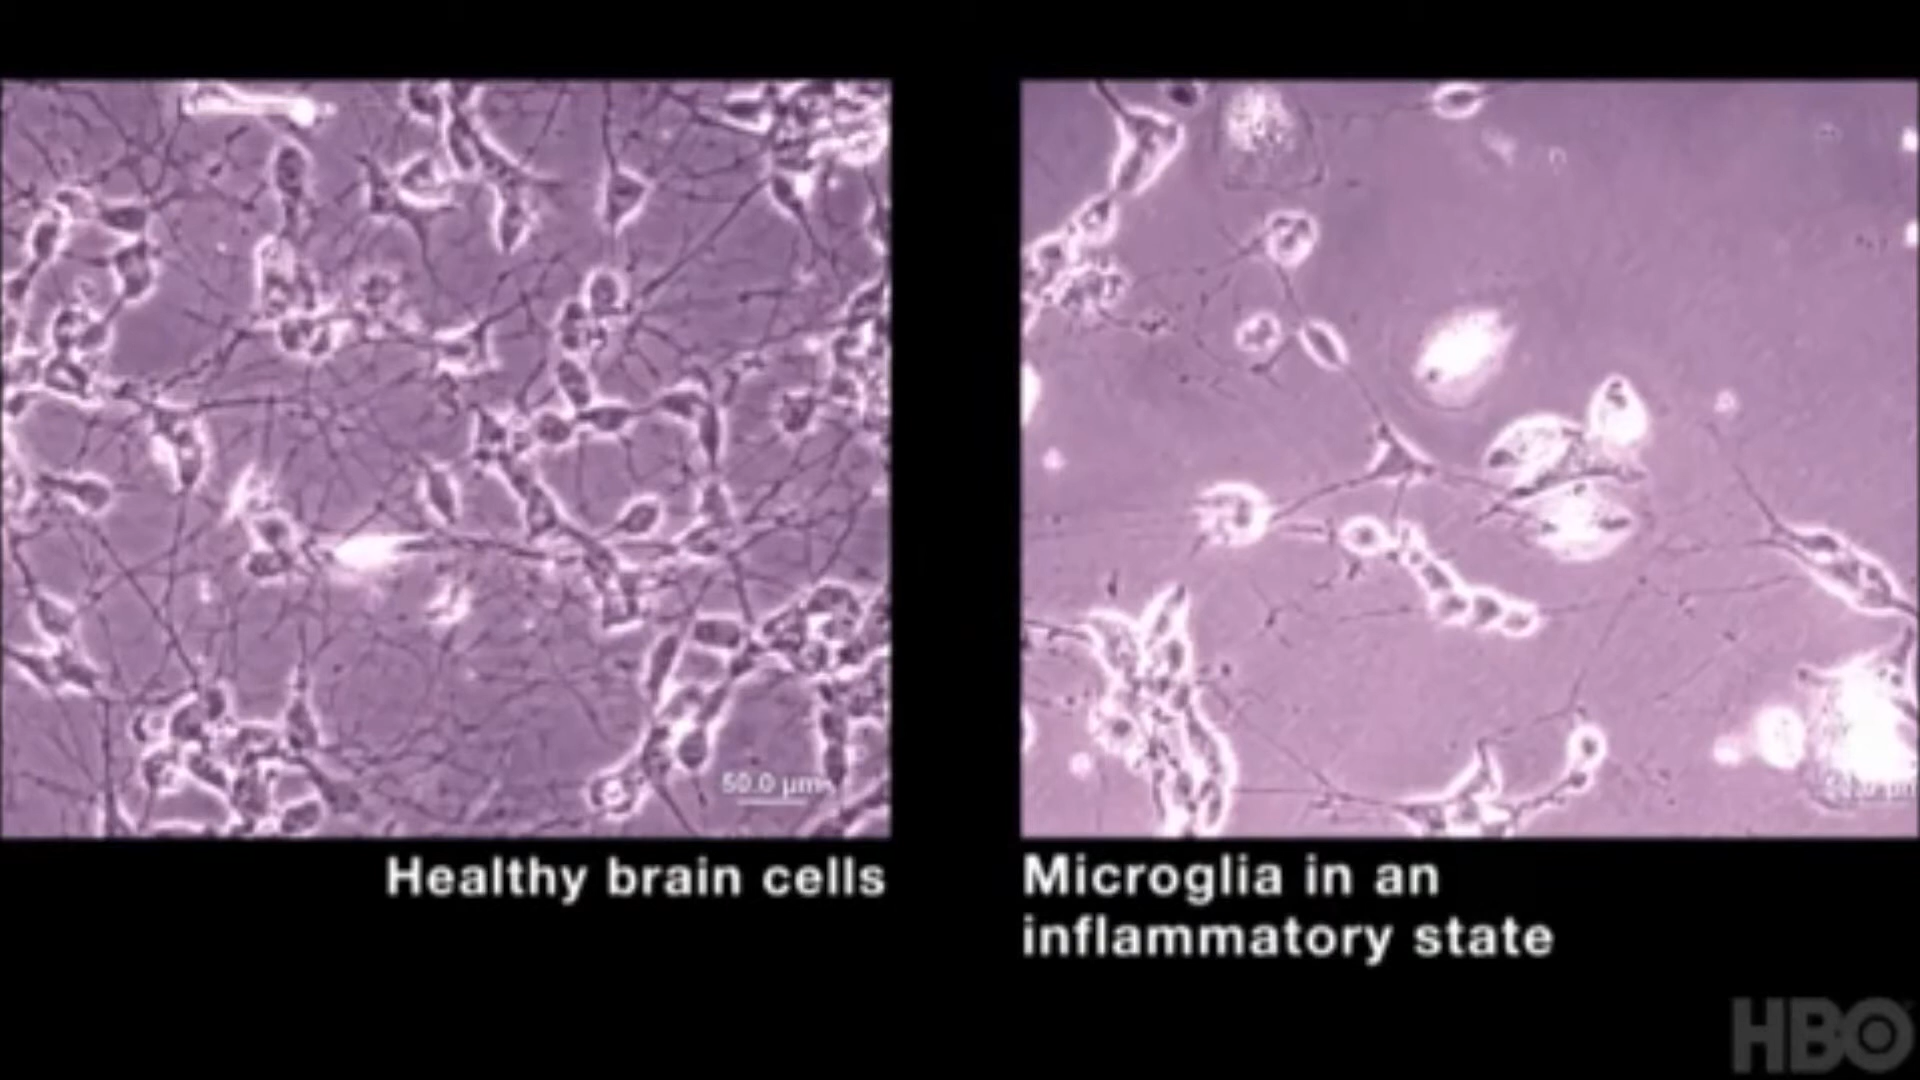 50.0 µm
Healthy brain cells
Microglia in an
inflammatory state
HBO